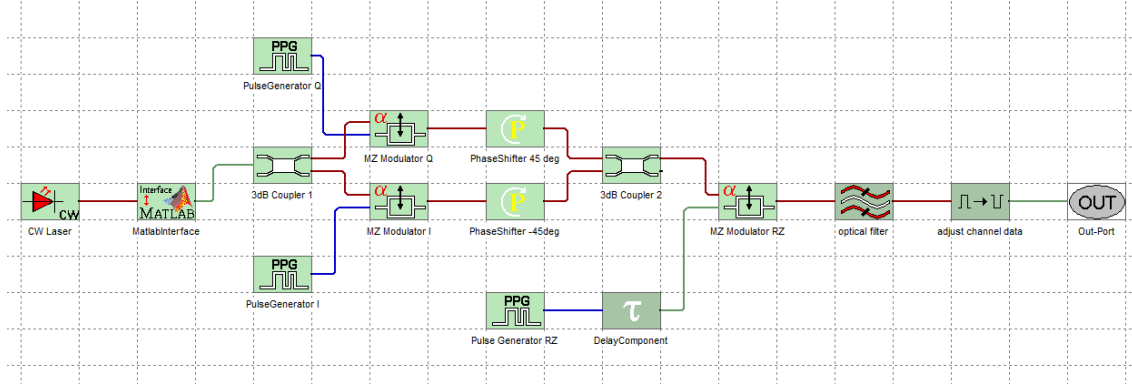 PPG
PulseGenerator Q
α
MZ Modulator Q
P
PhaseShifter 45 deg
3dB Coupler 1
3dB Coupler 2
CW
CW Laser
Interface
MATLAB
MatlabInterface
α
MZ Modulator I
P
PhaseShifter -45deg
α
MZ Modulator RZ
optical filter
adjust channel data
OUT
Out-Port
PPG
PulseGenerator I
PPG
Pulse Generator RZ
τ
DelayComponent